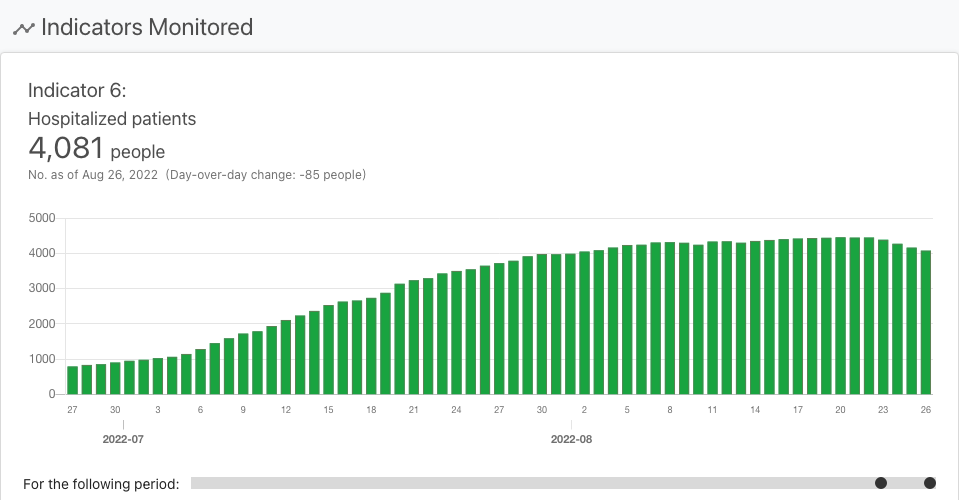 Indicators Monitored
Indicator 6:
Hospitalized patients
4,081 people
No. as of Aug 26, 2022 (Day-over-day change: -85 people)
5000
4000
3000
2000
1000
0
27 30 3 6 9 12 15 18 21 24 27 30 2 5 8 11 14 17 20 23 26
2022-07 2022-08
For the following period: